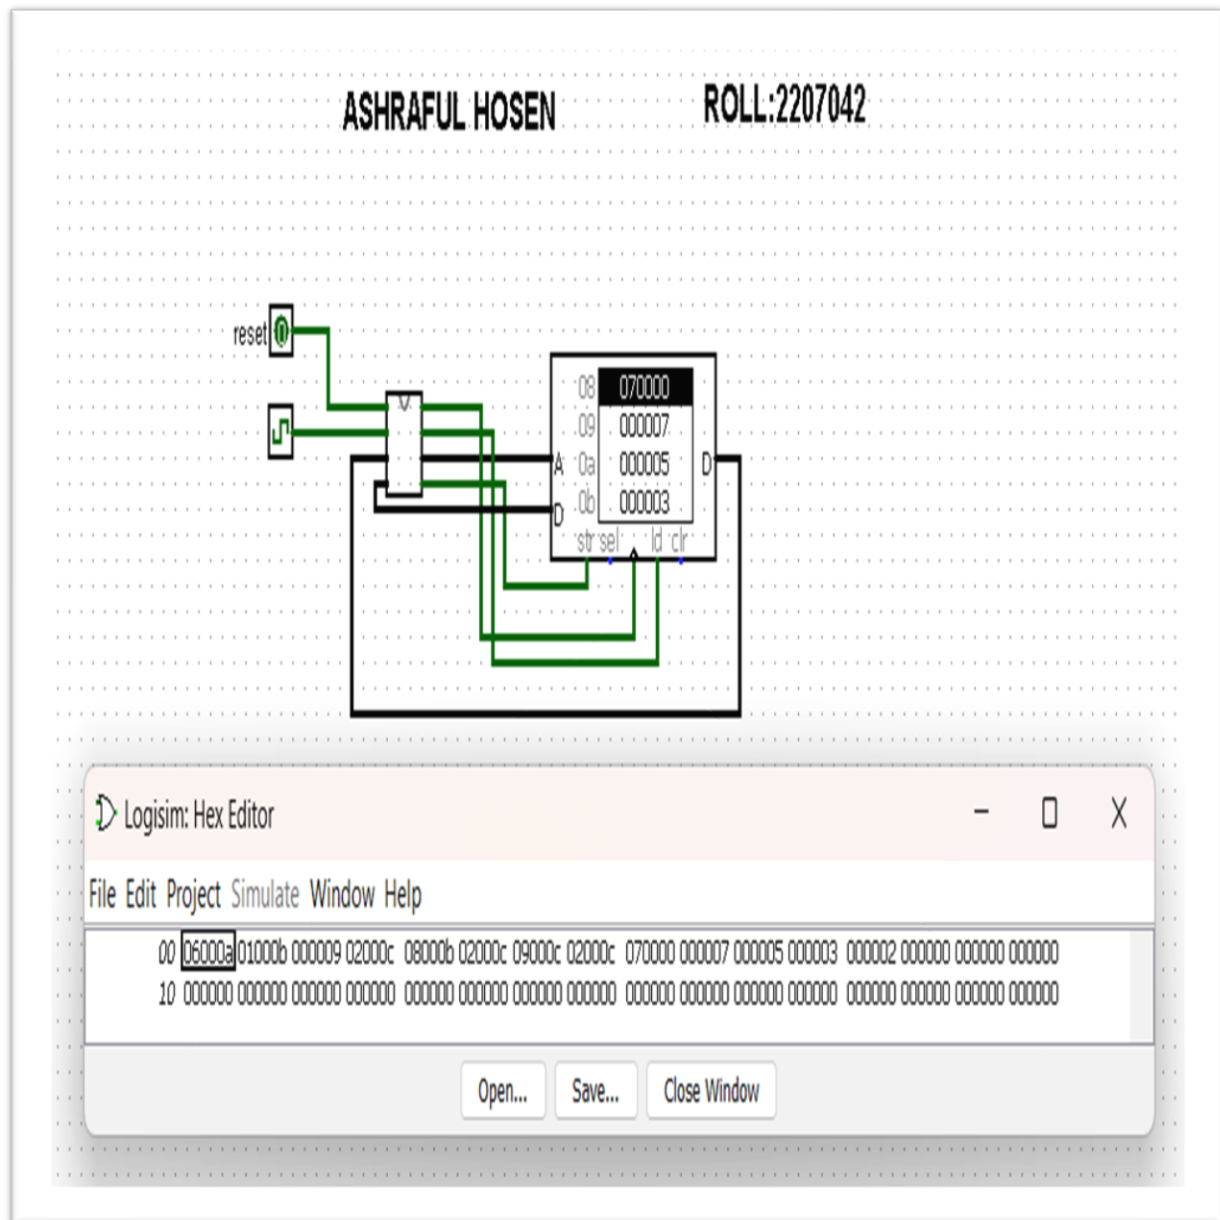 ASHRAFUL HOSEN ROLL:2207042
reset
08 070000
09 000007
A 0a 000005 D
D 0b 000003
str sel ld clr
Logisim: Hex Editor
File Edit Project Simulate Window Help
00 06000a 01000b 000009 02000c 08000b 02000c 09000c 02000c 070000 000007 000005 000003 000002 000000 000000 000000
10 000000 000000 000000 000000 000000 000000 000000 000000 000000 000000 000000 000000 000000 000000 000000 000000
Open... Save... Close Window